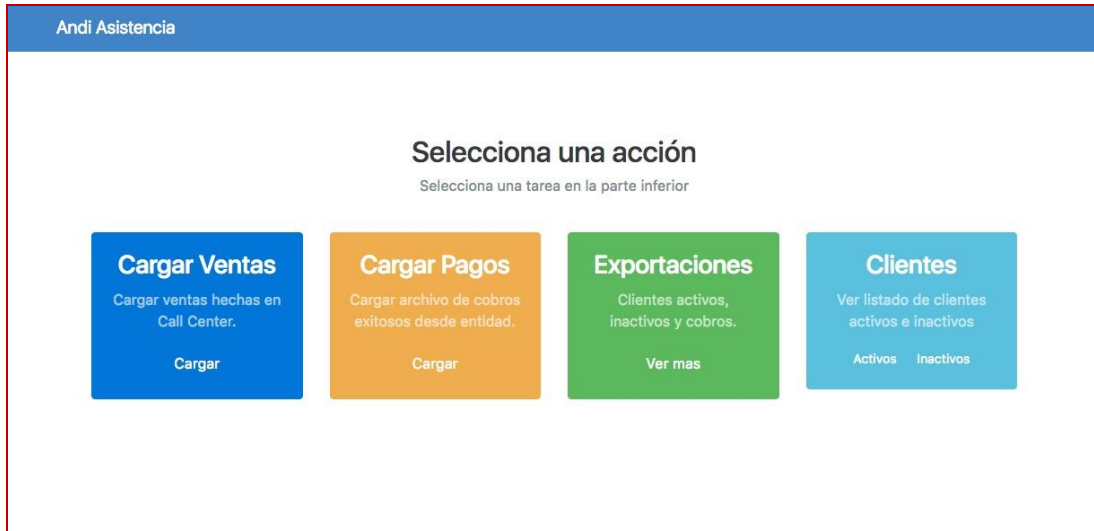 Andi Asistencia
Selecciona una acción
Selecciona una tarea en la parte inferior
Cargar Ventas
Cargar ventas hechas en
Call Center.
Cargar
Cargar Pagos
Cargar archivo de cobros
exitosos desde entidad.
Cargar
Exportaciones
Clientes activos,
inactivos y cobros.
Ver mas
Clientes
Ver listado de clientes
activos e inactivos
Activos Inactivos